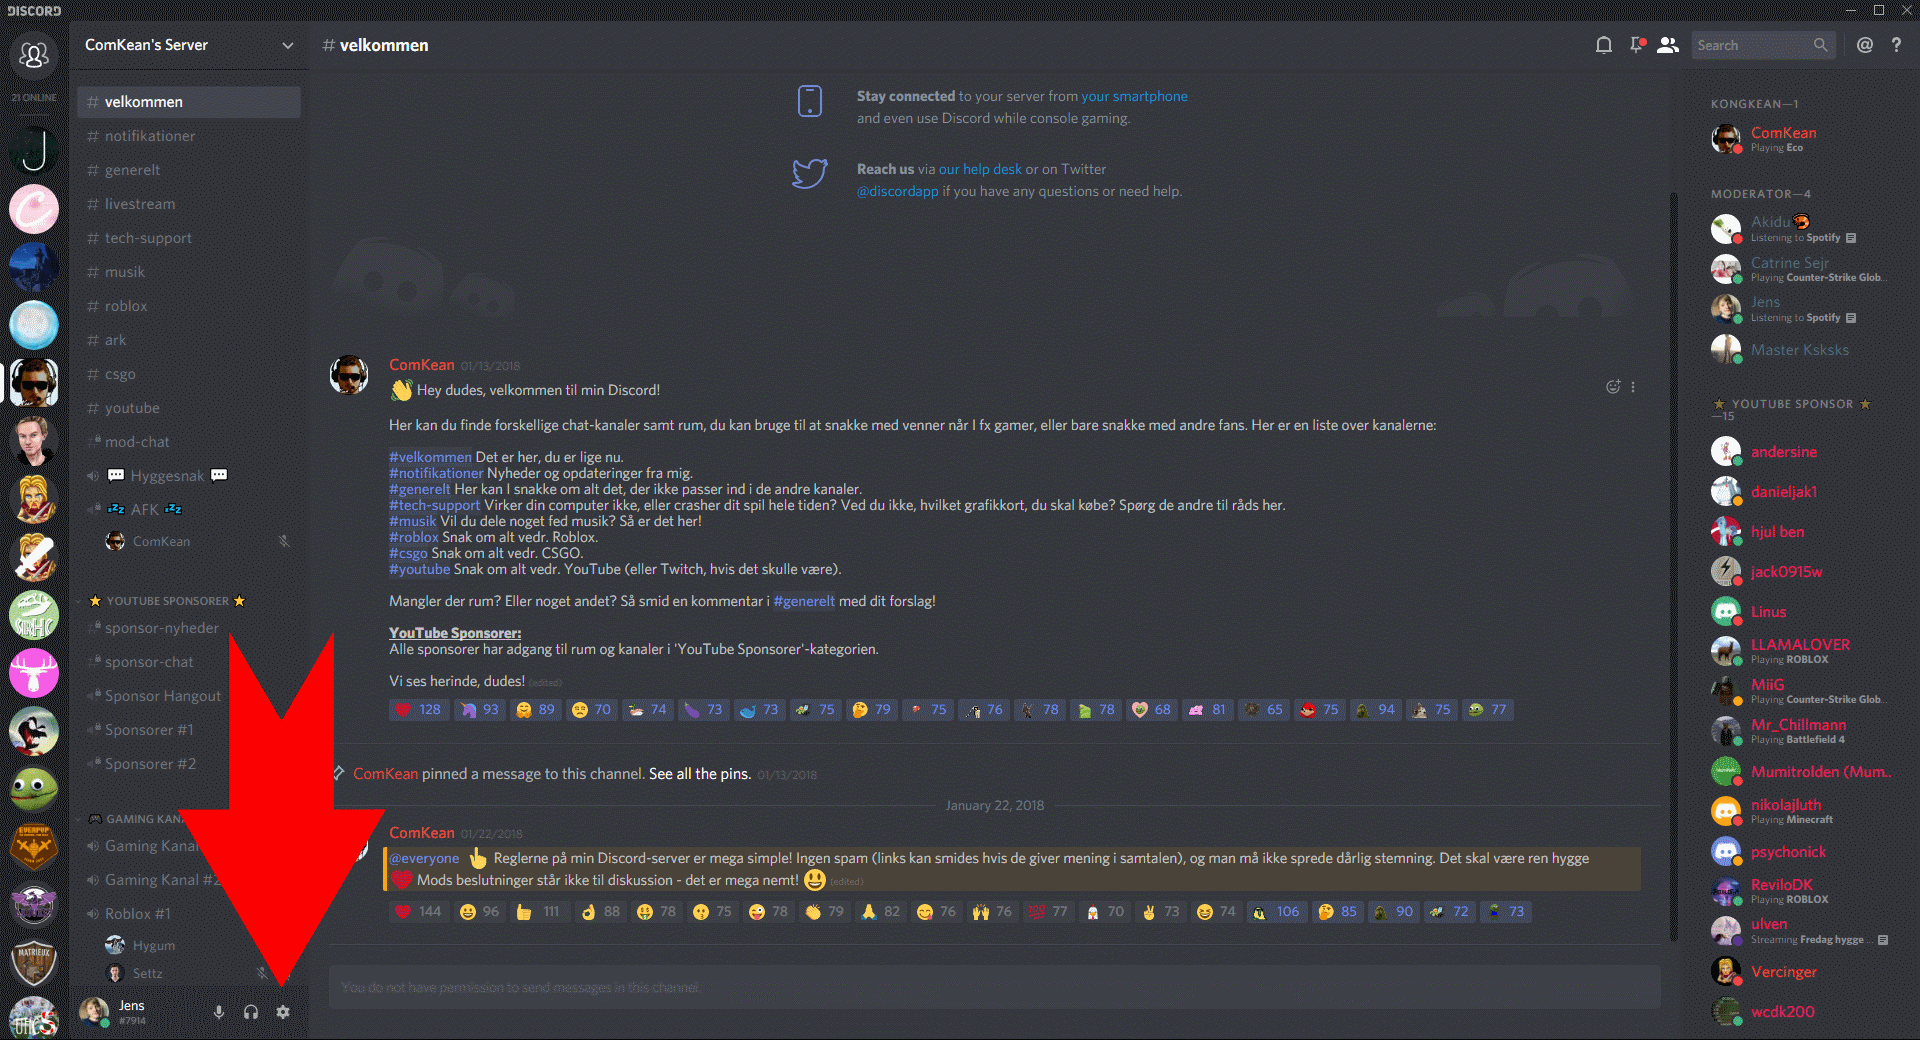 DISCORD
21 ONLINE
ComKean's Server
# velkommen
# notifikationer
# generelt
# livestream
# tech-support
# musik
# roblox
# ark
# csgo
# youtube
mod-chat
💬 Hyggesnak 💬
💤 AFK 💤
ComKean
⭐ YOUTUBE SPONSORER ⭐
sponsor-nyheder
sponsor-chat
Sponsor Hangout
Sponsorer #1
Sponsorer #2
🎮 GAMING
Gaming
Gaming Kanal #2
Roblox #1
Hygum
Settz
Jens
#7914
# velkommen
Search
@ ?
Stay connected to your server from your smartphone
and even use Discord while console gaming.
Reach us via our help desk or on Twitter
@discordapp if you have any questions or need help.
ComKean 01/13/2018
👋 Hey dudes, velkommen til min Discord!
Her kan du finde forskellige chat-kanaler samt rum, du kan bruge til at snakke med venner når I fx gamer, eller bare snakke med andre fans. Her er en liste over kanalerne:
#velkommen Det er her, du er lige nu.
#notifikationer Nyheder og opdateringer fra mig.
#generelt Her kan I snakke om alt det, der ikke passer ind i de andre kanaler.
#tech-support Virker din computer ikke, eller crasher dit spil hele tiden? Ved du ikke, hvilket grafikkort, du skal købe? Spørg de andre til råds her.
#musik Vil du dele noget fed musik? Så er det her!
#roblox Snak om alt vedr. Roblox.
#csgo Snak om alt vedr. CSGO.
#youtube Snak om alt vedr. YouTube (eller Twitch, hvis det skulle være).
Mangler der rum? Eller noget andet? Så smid en kommentar i #generelt med dit forslag!
YouTube Sponsorer:
Alle sponsorer har adgang til rum og kanaler i 'YouTube Sponsorer'-kategorien.
Vi ses herinde, dudes! (edited)
128 93 89 70 74 73 73 75 79 75 76 78 78 68 81 65 75 94 75 77
ComKean pinned a message to this channel. See all the pins. 01/13/2018
January 22, 2018
ComKean 01/22/2018
@everyone 👆 Reglerne på min Discord-server er mega simple! Ingen spam (links kan smides hvis de giver mening i samtalen), og man må ikke sprede dårlig stemning. Det skal være ren hygge
❤ Mods beslutninger står ikke til diskussion - det er mega nemt! 😃 (edited)
144 96 111 88 78 75 78 79 82 76 76 77 70 73 74 106 85 90 72 73
You do not have permission to send messages in this channel.
KONGKEAN—1
ComKean
Playing Eco
MODERATOR—4
Akidu
Listening to Spotify
Catrine Sejr
Playing Counter-Strike Glob...
Jens
Listening to Spotify
Master Ksksks
⭐ YOUTUBE SPONSOR ⭐
—15
andersine
danieljak1
hjul ben
jack0915w
Linus
LLAMALOVER
Playing ROBLOX
MiiG
Playing Counter-Strike Glob...
Mr_Chillmann
Playing Battlefield 4
Mumitrolden (Mum...
nikolajluth
Playing Minecraft
psychonick
ReviloDK
Playing ROBLOX
ulven
Streaming Fredag hygge ...
Vercinger
wcdk200